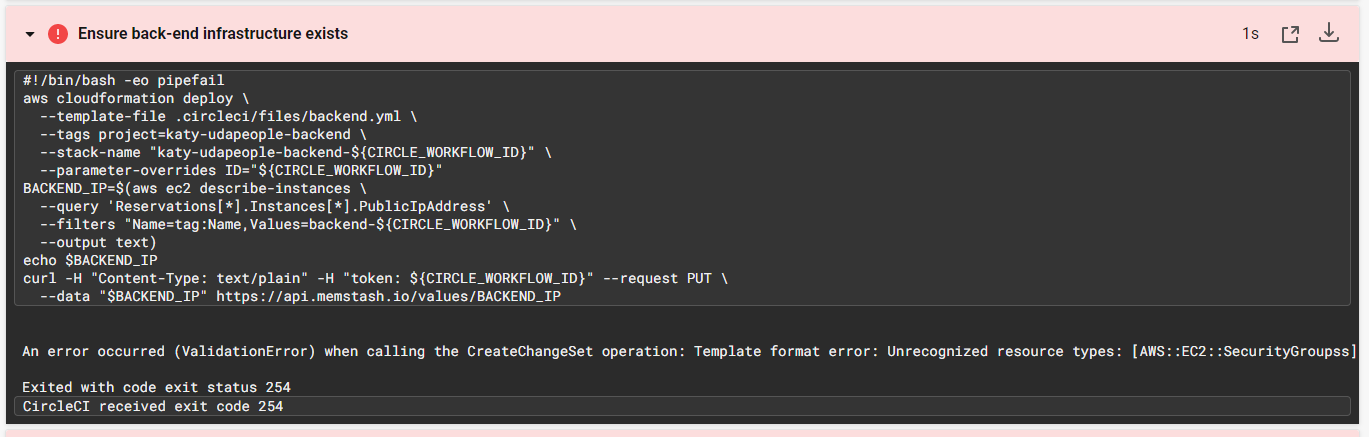 Ensure back-end infrastructure exists
1s
#!/bin/bash -eo pipefail
aws cloudformation deploy \
  --template-file .circleci/files/backend.yml \
  --tags project=katy-udapeople-backend \
  --stack-name "katy-udapeople-backend-${CIRCLE_WORKFLOW_ID}" \
  --parameter-overrides ID="${CIRCLE_WORKFLOW_ID}"
BACKEND_IP=$(aws ec2 describe-instances \
  --query 'Reservations[*].Instances[*].PublicIpAddress' \
  --filters "Name=tag:Name,Values=backend-${CIRCLE_WORKFLOW_ID}" \
  --output text)
echo $BACKEND_IP
curl -H "Content-Type: text/plain" -H "token: ${CIRCLE_WORKFLOW_ID}" --request PUT \
  --data "$BACKEND_IP" https://api.memstash.io/values/BACKEND_IP
An error occurred (ValidationError) when calling the CreateChangeSet operation: Template format error: Unrecognized resource types: [AWS::EC2::SecurityGroupss]
Exited with code exit status 254
CircleCI received exit code 254